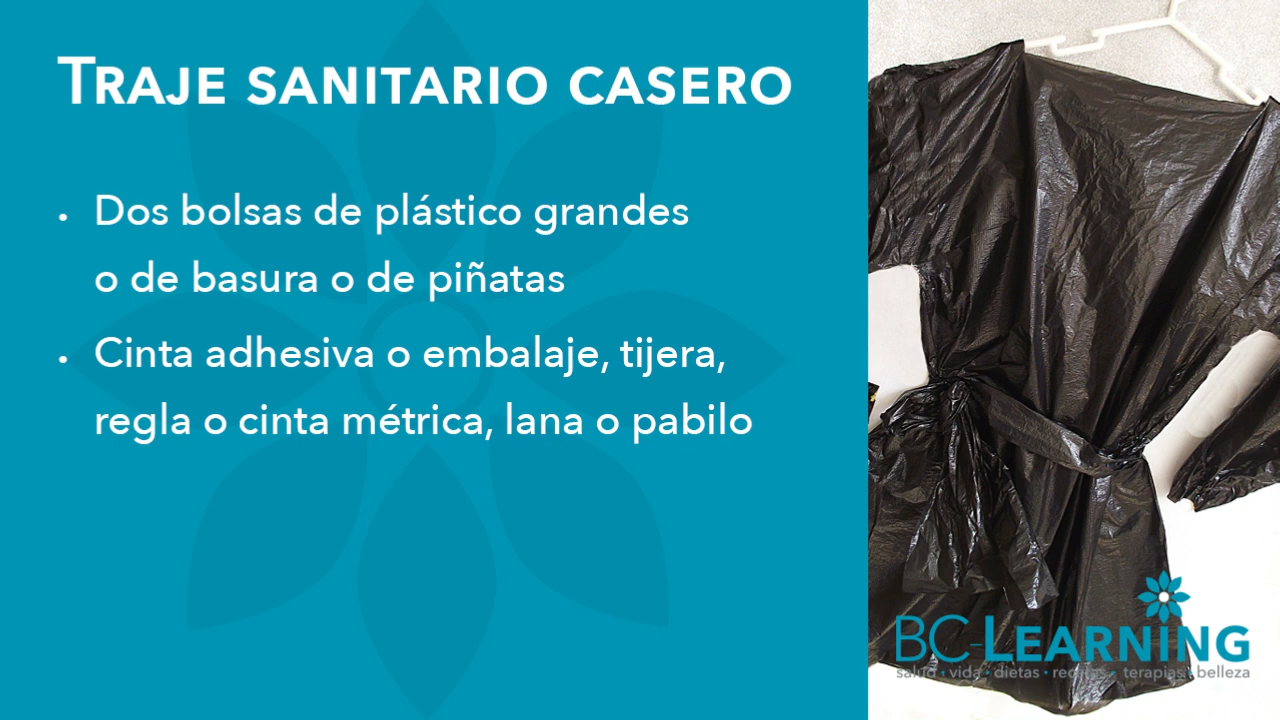 Traje sanitario casero
• Dos bolsas de plástico grandes
o de basura o de piñatas
• Cinta adhesiva o embalaje, tijera,
regla o cinta métrica, lana o pabilo
BC-Learning
salud • vida • dietas • recetas • terapias • belleza